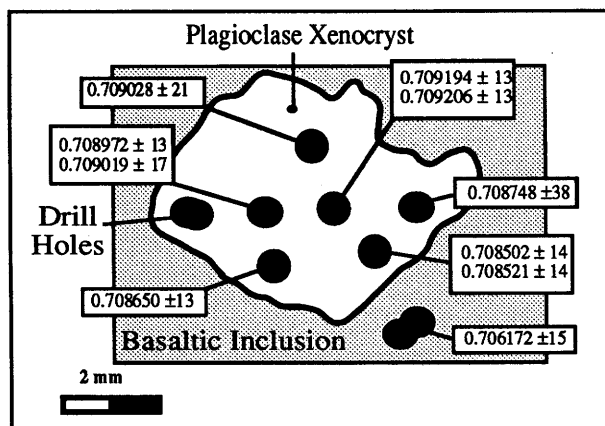 Plagioclase Xenocryst
0.709028 ± 21
0.709194 ± 13
0.709206 ± 13
0.708972 ± 13
0.709019 ± 17
0.708748 ±38
Drill
Holes
0.708502 ± 14
0.708521 ± 14
0.708650 ±13
0.706172 ±15
Basaltic Inclusion
2 mm